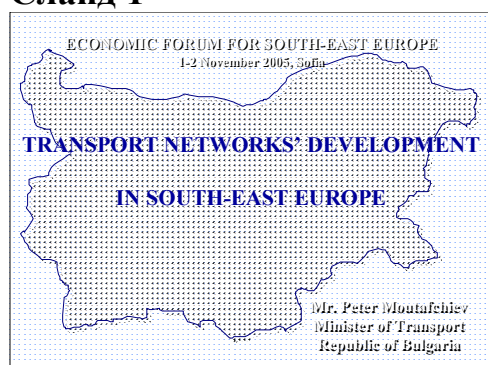 Слайд 1
ECONOMIC FORUM FOR SOUTH-EAST EUROPE
1-2 November 2005, Sofia
TRANSPORT NETWORKS’ DEVELOPMENT
IN SOUTH-EAST EUROPE
Mr. Peter Moutafchiev
Minister of Transport
Republic of Bulgaria